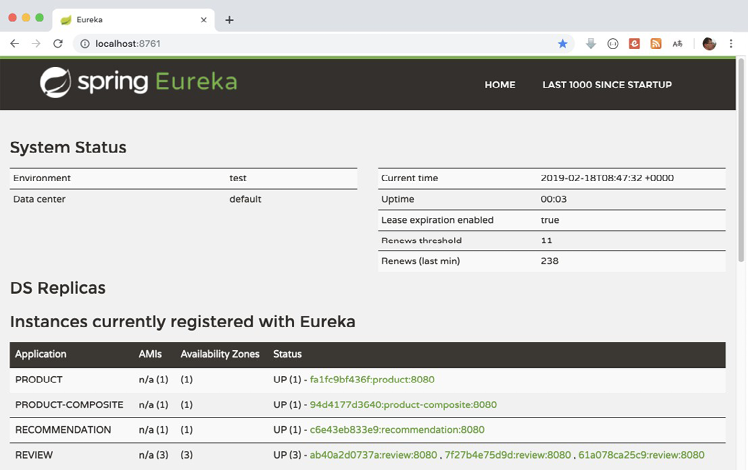 Eureka
localhost:8761
spring Eureka
HOME LAST 1000 SINCE STARTUP
System Status
Environment test
Data center default
Current time 2019-02-18T08:47:32 +0000
Uptime 00:03
Lease expiration enabled true
Renews threshold 11
Renews (last min) 238
DS Replicas
Instances currently registered with Eureka
Application AMIs Availability Zones Status
PRODUCT n/a (1) (1) UP (1) - fa1fc9bf436f:product:8080
PRODUCT-COMPOSITE n/a (1) (1) UP (1) - 94d4177d3640:product-composite:8080
RECOMMENDATION n/a (1) (1) UP (1) - c6e43eb833e9:recommendation:8080
REVIEW n/a (3) (3) UP (3) - ab40a2d0737a:review:8080 , 7f27b4e75d9d:review:8080 , 61a078ca25c9:review:8080